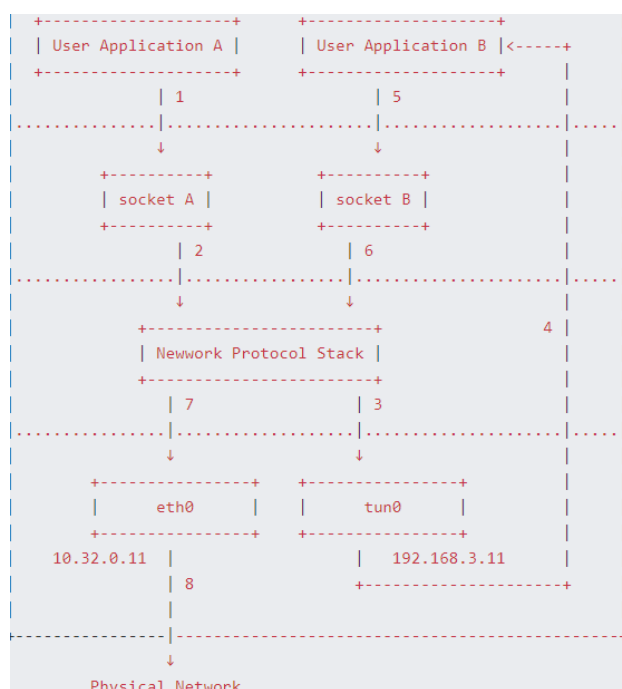 User Application A User Application B
1 5
socket A socket B
2 6
4
Newwork Protocol Stack
7 3
eth0 tun0
10.32.0.11 192.168.3.11
8
Physical Network